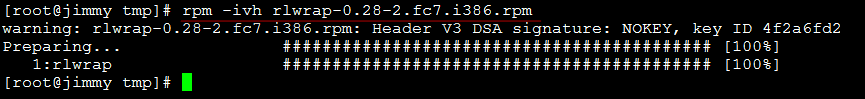 [root@jimmy tmp]# rpm -ivh rlwrap-0.28-2.fc7.i386.rpm
warning: rlwrap-0.28-2.fc7.i386.rpm: Header V3 DSA signature: NOKEY, key ID 4f2a6fd2
Preparing... ########################################### [100%]
1:rlwrap ########################################### [100%]
[root@jimmy tmp]#